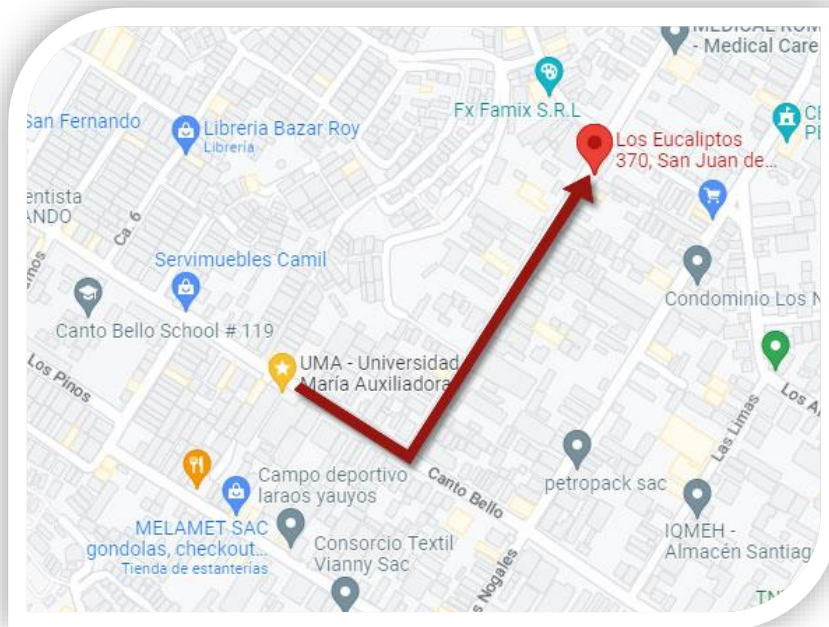 MEDICAL
- Medical Care
Fx Famix S.R.L
San Fernando
Libreria Bazar Roy
Librería
Los Eucaliptos
370, San Juan de...
Ca. 6
Servimuebles Camil
Condominio Los N
Canto Bello School # 119
UMA - Universidad
María Auxiliadora
Los Pinos
Las Limas
Campo deportivo
laraos yauyos
Canto Bello
petropack sac
MELAMET SAC
gondolas, checkout...
Tienda de estanterías
Consorcio Textil
Vianny Sac
Nogales
IQMEH -
Almacén Santiag